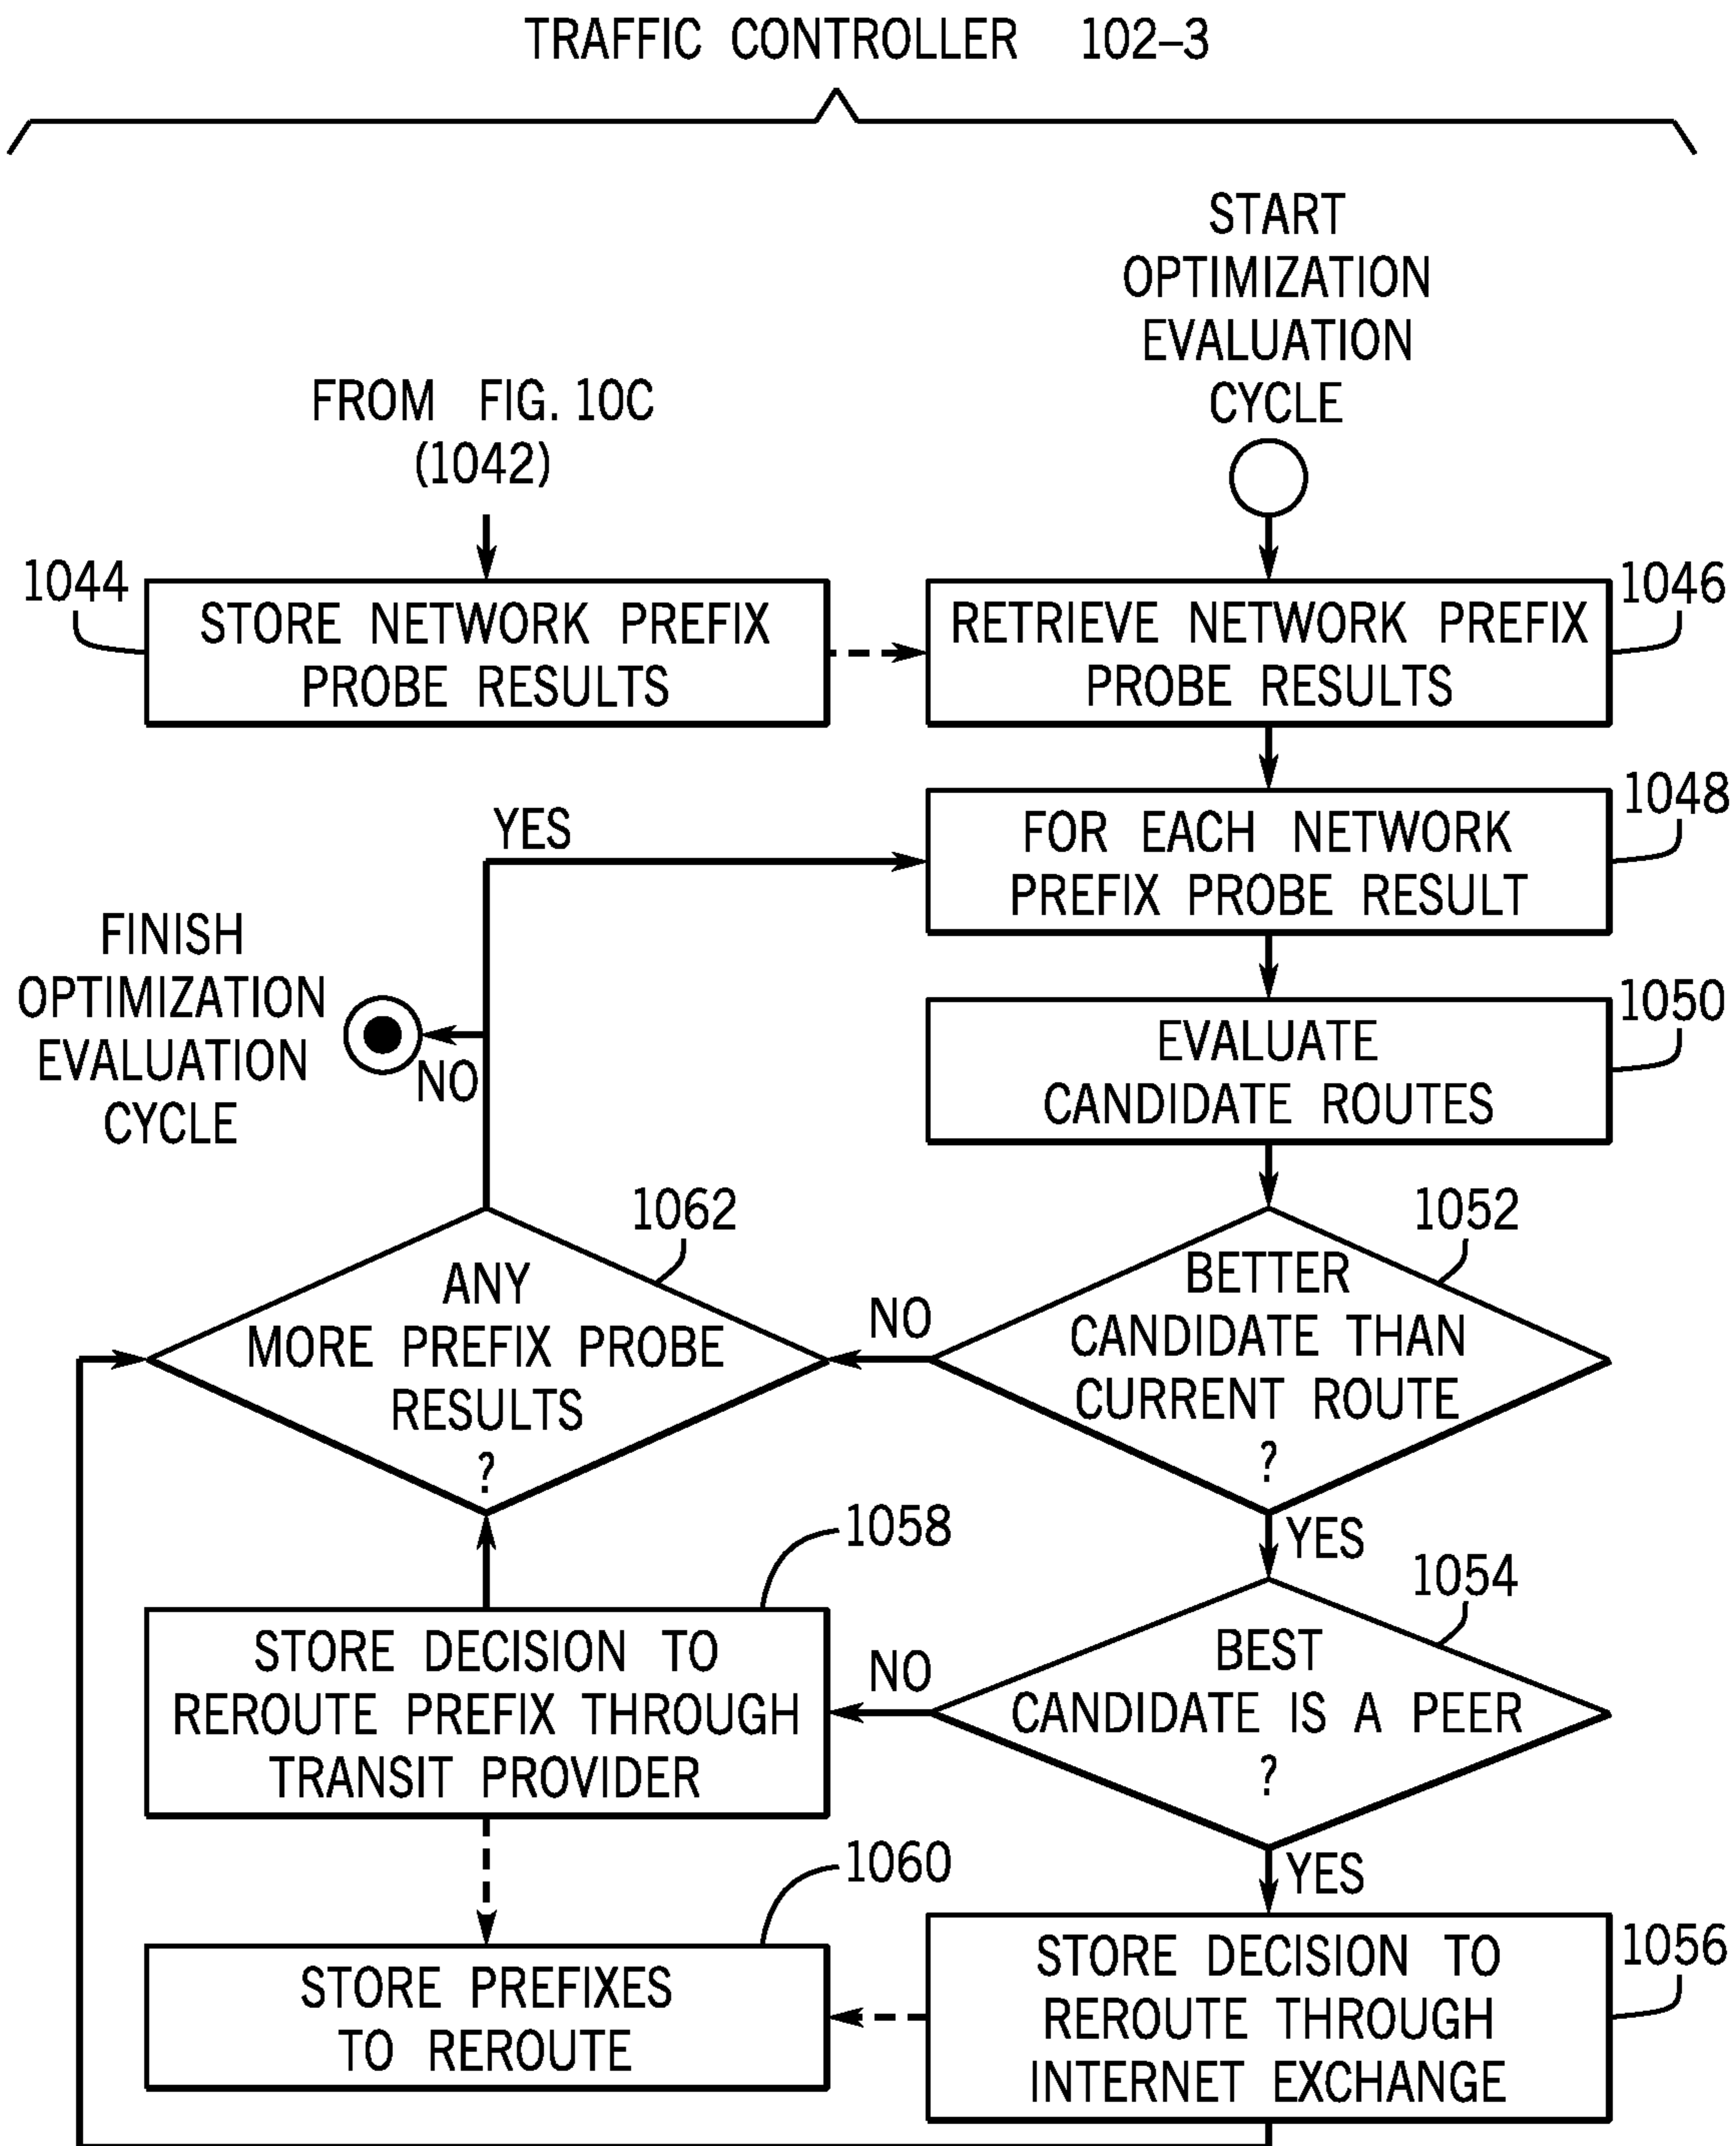 TRAFFIC CONTROLLER 102–3
START
OPTIMIZATION
EVALUATION
CYCLE
FROM FIG. 10C
(1042)
1044
STORE NETWORK PREFIX
PROBE RESULTS
RETRIEVE NETWORK PREFIX
PROBE RESULTS
1046
YES
FOR EACH NETWORK
PREFIX PROBE RESULT
1048
FINISH
OPTIMIZATION
EVALUATION
CYCLE
NO
EVALUATE
CANDIDATE ROUTES
1050
1062
ANY
MORE PREFIX PROBE
RESULTS
?
NO
1052
BETTER
CANDIDATE THAN
CURRENT ROUTE
?
YES
1058
STORE DECISION TO
REROUTE PREFIX THROUGH
TRANSIT PROVIDER
NO
1054
BEST
CANDIDATE IS A PEER
?
YES
1060
STORE PREFIXES
TO REROUTE
STORE DECISION TO
REROUTE THROUGH
INTERNET EXCHANGE
1056